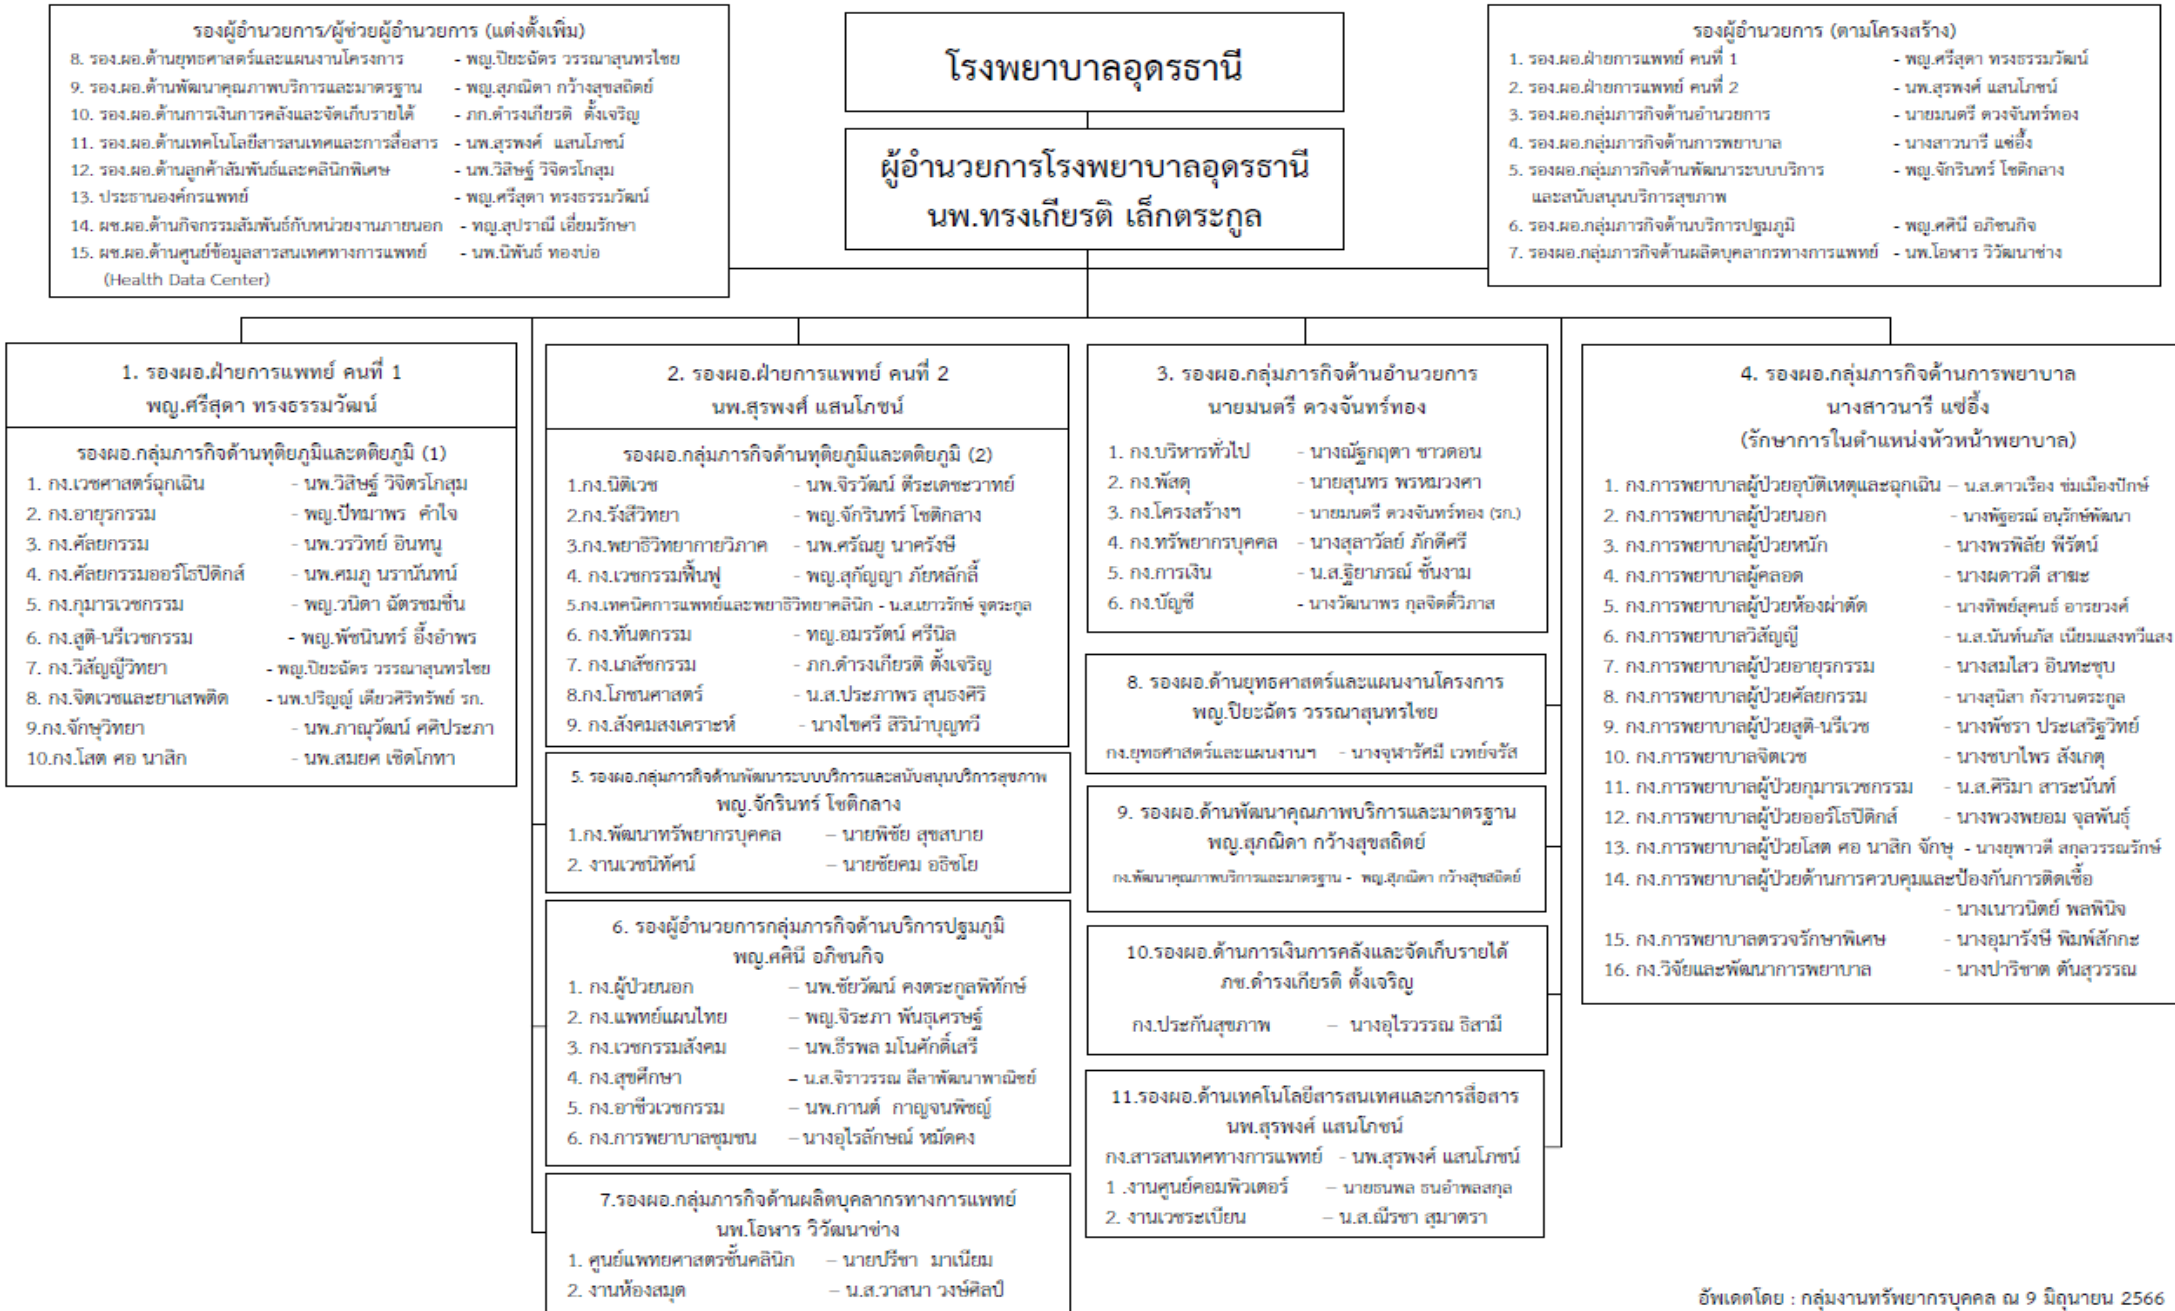 รองผู้อำนวยการ/ผู้ช่วยผู้อำนวยการ (แต่งตั้งเพิ่ม)
8. รอง.ผอ.ด้านยุทธศาสตร์และแผนงานโครงการ - พญ.ปิยะฉัตร วรรณาสุนทรไชย
9. รอง.ผอ.ด้านพัฒนาคุณภาพบริการและมาตรฐาน - พญ.สุภณิดา กว้างสุขสถิตย์
10. รอง.ผอ.ด้านการเงินการคลังและจัดเก็บรายได้ - ภก.ดำรงเกียรติ ตั้งเจริญ
11. รอง.ผอ.ด้านเทคโนโลยีสารสนเทศและการสื่อสาร - นพ.สุรพงศ์ แสนโภชน์
12. รอง.ผอ.ด้านลูกค้าสัมพันธ์และคลินิกพิเศษ - นพ.วิสิษฐ์ วิจิตรโกสุม
13. ประธานองค์กรแพทย์ - พญ.ศรีสุดา ทรงธรรมวัฒน์
14. ผช.ผอ.ด้านกิจกรรมสัมพันธ์กับหน่วยงานภายนอก - ทญ.สุปราณี เอี่ยมรักษา
15. ผช.ผอ.ด้านศูนย์ข้อมูลสารสนเทศทางการแพทย์ - นพ.นิพันธ์ ทองบ่อ
(Health Data Center)
โรงพยาบาลอุดรธานี
ผู้อำนวยการโรงพยาบาลอุดรธานี
นพ.ทรงเกียรติ เล็กตระกูล
รองผู้อำนวยการ (ตามโครงสร้าง)
1. รอง.ผอ.ฝ่ายการแพทย์ คนที่ 1 - พญ.ศรีสุดา ทรงธรรมวัฒน์
2. รอง.ผอ.ฝ่ายการแพทย์ คนที่ 2 - นพ.สุรพงศ์ แสนโภชน์
3. รอง.ผอ.กลุ่มภารกิจด้านอำนวยการ - นายมนตรี ดวงจันทร์ทอง
4. รอง.ผอ.กลุ่มภารกิจด้านการพยาบาล - นางสาวนารี แซ่อึ้ง
5. รองผอ.กลุ่มภารกิจด้านพัฒนาระบบบริการ - พญ.จักรินทร์ โชติกลาง
และสนับสนุนบริการสุขภาพ
6. รอง.ผอ.กลุ่มภารกิจด้านบริการปฐมภูมิ - พญ.ศศินี อภิชนกิจ
7. รองผอ.กลุ่มภารกิจด้านผลิตบุคลากรทางการแพทย์ - นพ.โอฬาร วิวัฒนาช่าง
1. รองผอ.ฝ่ายการแพทย์ คนที่ 1
พญ.ศรีสุดา ทรงธรรมวัฒน์
รองผอ.กลุ่มภารกิจด้านทุติยภูมิและตติยภูมิ (1)
1. กง.เวชศาสตร์ฉุกเฉิน - นพ.วิสิษฐ์ วิจิตรโกสุม
2. กง.อายุรกรรม - พญ.ปัทมาพร คำใจ
3. กง.ศัลยกรรม - นพ.วรวิทย์ อินทนู
4. กง.ศัลยกรรมออร์โธปิดิกส์ - นพ.ศมภู นรานันทน์
5. กง.กุมารเวชกรรม - พญ.วนิดา ฉัตรชมชื่น
6. กง.สูติ-นรีเวชกรรม - พญ.พัชนินทร์ อึ้งอำพร
7. กง.วิสัญญีวิทยา - พญ.ปิยะฉัตร วรรณาสุนทรไชย
8. กง.จิตเวชและยาเสพติด - นพ.ปริญญ์ เดียวศิริทรัพย์ รก.
9.กง.จักษุวิทยา - นพ.ภาณุวัฒน์ ศศิประภา
10.กง.โสต ศอ นาสิก - นพ.สมยศ เชิดโกทา
2. รองผอ.ฝ่ายการแพทย์ คนที่ 2
นพ.สุรพงศ์ แสนโภชน์
รองผอ.กลุ่มภารกิจด้านทุติยภูมิและตติยภูมิ (2)
1.กง.นิติเวช - นพ.จิรวัฒน์ ตีระเดชะวาทย์
2.กง.รังสีวิทยา - พญ.จักรินทร์ โชติกลาง
3.กง.พยาธิวิทยากายวิภาค - นพ.ศรัณยู นาครังษี
4. กง.เวชกรรมฟื้นฟู - พญ.สุกัญญา ภัยหลักลี้
5.กง.เทคนิคการแพทย์และพยาธิวิทยาคลินิก - น.ส.เยาวรักษ์ จูตระกูล
6. กง.ทันตกรรม - ทญ.อมรรัตน์ ศรีนิล
7. กง.เภสัชกรรม - ภก.ดำรงเกียรติ ตั้งเจริญ
8.กง.โภชนศาสตร์ - น.ส.ประภาพร สุนธงศิริ
9. กง.สังคมสงเคราะห์ - นางไขศรี สิรินำบุญทวี
3. รองผอ.กลุ่มภารกิจด้านอำนวยการ
นายมนตรี ดวงจันทร์ทอง
1. กง.บริหารทั่วไป - นางณัฐกฤตา ชาวดอน
2. กง.พัสดุ - นายสุนทร พรหมวงศา
3. กง.โครงสร้างฯ - นายมนตรี ดวงจันทร์ทอง (รก.)
4. กง.ทรัพยากรบุคคล - นางสุลาวัลย์ ภักดีศรี
5. กง.การเงิน - น.ส.ฐิยาภรณ์ ชั้นงาม
6. กง.บัญชี - นางวัฒนาพร กุลจิตติ์วิภาส
4. รองผอ.กลุ่มภารกิจด้านการพยาบาล
นางสาวนารี แซ่อึ้ง
(รักษาการในตำแหน่งหัวหน้าพยาบาล)
1. กง.การพยาบาลผู้ป่วยอุบัติเหตุและฉุกเฉิน – น.ส.ดาวเรือง ข่มเมืองปักษ์
2. กง.การพยาบาลผู้ป่วยนอก - นางพัฐอรณ์ อนุรักษ์พัฒนา
3. กง.การพยาบาลผู้ป่วยหนัก - นางพรพิลัย พีรัตน์
4. กง.การพยาบาลผู้คลอด - นางผดาวดี สาฆะ
5. กง.การพยาบาลผู้ป่วยห้องผ่าตัด - นางทิพย์สุคนธ์ อารยวงศ์
6. กง.การพยาบาลวิสัญญี - น.ส.นันท์นภัส เนียมแสงทวีแสง
7. กง.การพยาบาลผู้ป่วยอายุรกรรม - นางสมไสว อินทะชุบ
8. กง.การพยาบาลผู้ป่วยศัลยกรรม - นางสุนิสา กังวานตระกูล
9. กง.การพยาบาลผู้ป่วยสูติ-นรีเวช - นางพัชรา ประเสริฐวิทย์
10. กง.การพยาบาลจิตเวช - นางชบาไพร สังเกตุ
11. กง.การพยาบาลผู้ป่วยกุมารเวชกรรม - น.ส.ศิริมา สาระนันท์
12. กง.การพยาบาลผู้ป่วยออร์โธปิดิกส์ - นางพวงพยอม จุลพันธุ์
13. กง.การพยาบาลผู้ป่วยโสต ศอ นาสิก จักษุ - นางยุพาวดี สกุลวรรณรักษ์
14. กง.การพยาบาลผู้ป่วยด้านการควบคุมและป้องกันการติดเชื้อ
- นางเนาวนิตย์ พลพินิจ
15. กง.การพยาบาลตรวจรักษาพิเศษ - นางอุมารังษี พิมพ์สักกะ
16. กง.วิจัยและพัฒนาการพยาบาล - นางปาริชาต ตันสุวรรณ
5. รองผอ.กลุ่มภารกิจด้านพัฒนาระบบบริการและสนับสนุนบริการสุขภาพ
พญ.จักรินทร์ โชติกลาง
1.กง.พัฒนาทรัพยากรบุคคล – นายพิชัย สุขสบาย
2. งานเวชนิทัศน์ – นายชัยคม อธิชโย
6. รองผู้อำนวยการกลุ่มภารกิจด้านบริการปฐมภูมิ
พญ.ศศินี อภิชนกิจ
1. กง.ผู้ป่วยนอก – นพ.ชัยวัฒน์ คงตระกูลพิทักษ์
2. กง.แพทย์แผนไทย – พญ.จิระภา พันธุเศรษฐ์
3. กง.เวชกรรมสังคม – นพ.ธีรพล มโนศักดิ์เสรี
4. กง.สุขศึกษา – น.ส.จิราวรรณ ลีลาพัฒนาพาณิชย์
5. กง.อาชีวเวชกรรม – นพ.กานต์ กาญจนพิชญ์
6. กง.การพยาบาลชุมชน – นางอุไรลักษณ์ หมัดคง
7.รองผอ.กลุ่มภารกิจด้านผลิตบุคลากรทางการแพทย์
นพ.โอฬาร วิวัฒนาช่าง
1. ศูนย์แพทยศาสตรชั้นคลินิก – นายปรีชา มาเนียม
2. งานห้องสมุด – น.ส.วาสนา วงษ์ศิลป์
8. รองผอ.ด้านยุทธศาสตร์และแผนงานโครงการ
พญ.ปิยะฉัตร วรรณาสุนทรไชย
กง.ยุทธศาสตร์และแผนงานฯ - นางจุฬารัศมี เวทย์จรัส
9. รองผอ.ด้านพัฒนาคุณภาพบริการและมาตรฐาน
พญ.สุภณิดา กว้างสุขสถิตย์
กง.พัฒนาคุณภาพบริการและมาตรฐาน - พญ.สุภณิดา กว้างสุขสถิตย์
10.รองผอ.ด้านการเงินการคลังและจัดเก็บรายได้
ภช.ดำรงเกียรติ ตั้งเจริญ
กง.ประกันสุขภาพ – นางอุไรวรรณ ธิสามี
11.รองผอ.ด้านเทคโนโลยีสารสนเทศและการสื่อสาร
นพ.สุรพงศ์ แสนโภชน์
กง.สารสนเทศทางการแพทย์ - นพ.สุรพงศ์ แสนโภชน์
1 .งานศูนย์คอมพิวเตอร์ – นายธนพล ธนอำพลสกุล
2. งานเวชระเบียน – น.ส.ณีรชา สุมาตรา
อัพเดตโดย : กลุ่มงานทรัพยากรบุคคล ณ 9 มิถุนายน 2566